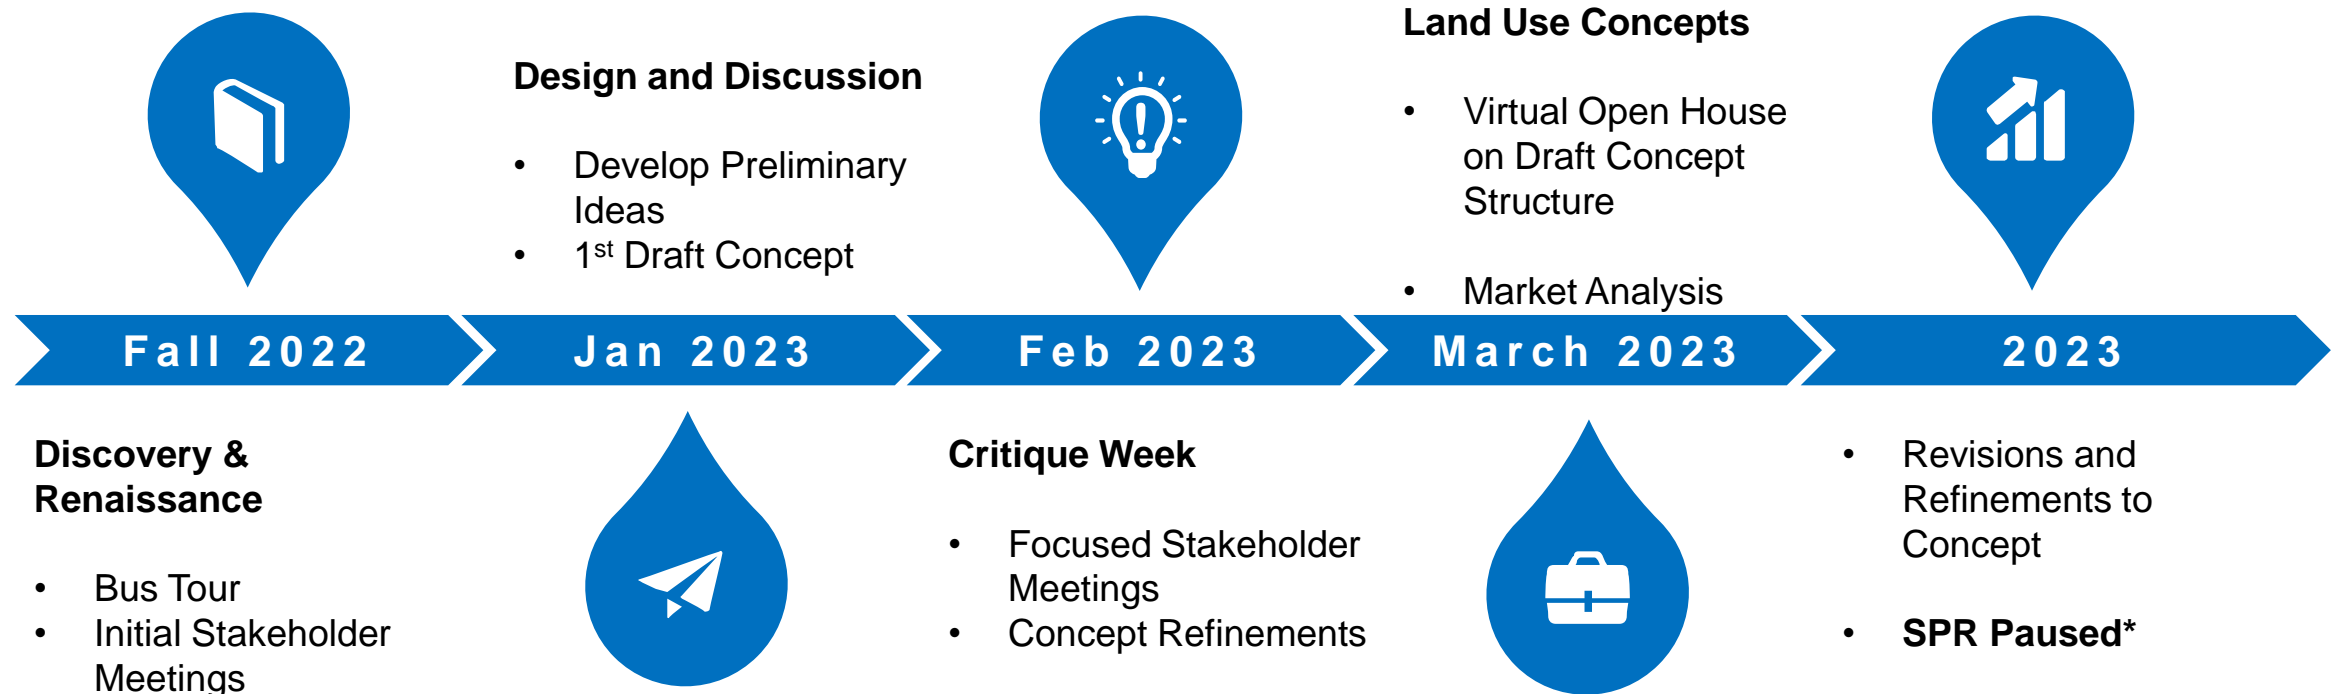 Design and Discussion
• Develop Preliminary
Ideas
• 1st Draft Concept
Land Use Concepts
• Virtual Open House
on Draft Concept
Structure
• Market Analysis
Fall 2022
Jan 2023
Feb 2023
March 2023
2023
Discovery &
Renaissance
• Bus Tour
• Initial Stakeholder
Meetings
Critique Week
• Focused Stakeholder
Meetings
• Concept Refinements
• Revisions and
Refinements to
Concept
• SPR Paused*